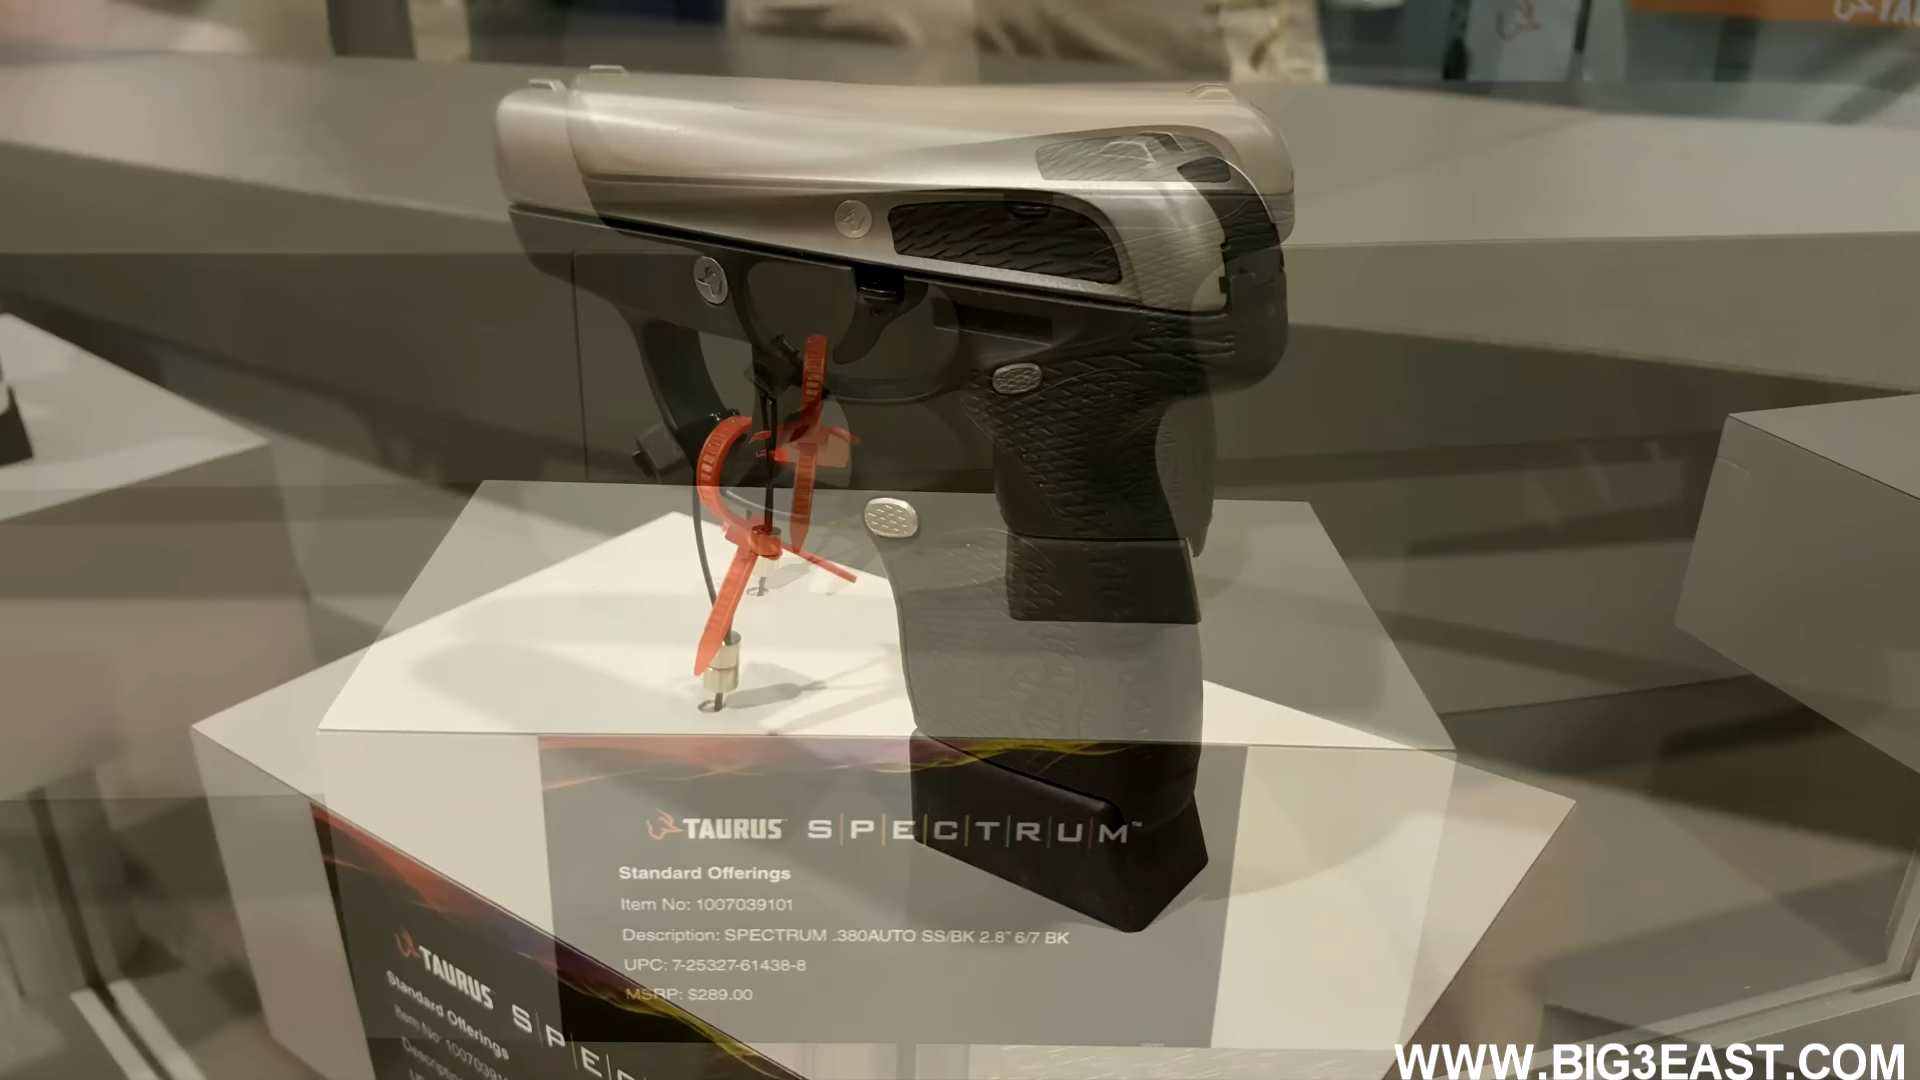 TAURUS SPECTRUM™
Standard Offerings
Item No: 1007039101
Description: SPECTRUM .380AUTO SS/BK 2.8" 6/7 BK
UPC: 7-25327-61438-8
MSRP: $289.00
TAURUS SPE
Standard Offerings
Item No: 10070391
WWW.BIG3EAST.COM